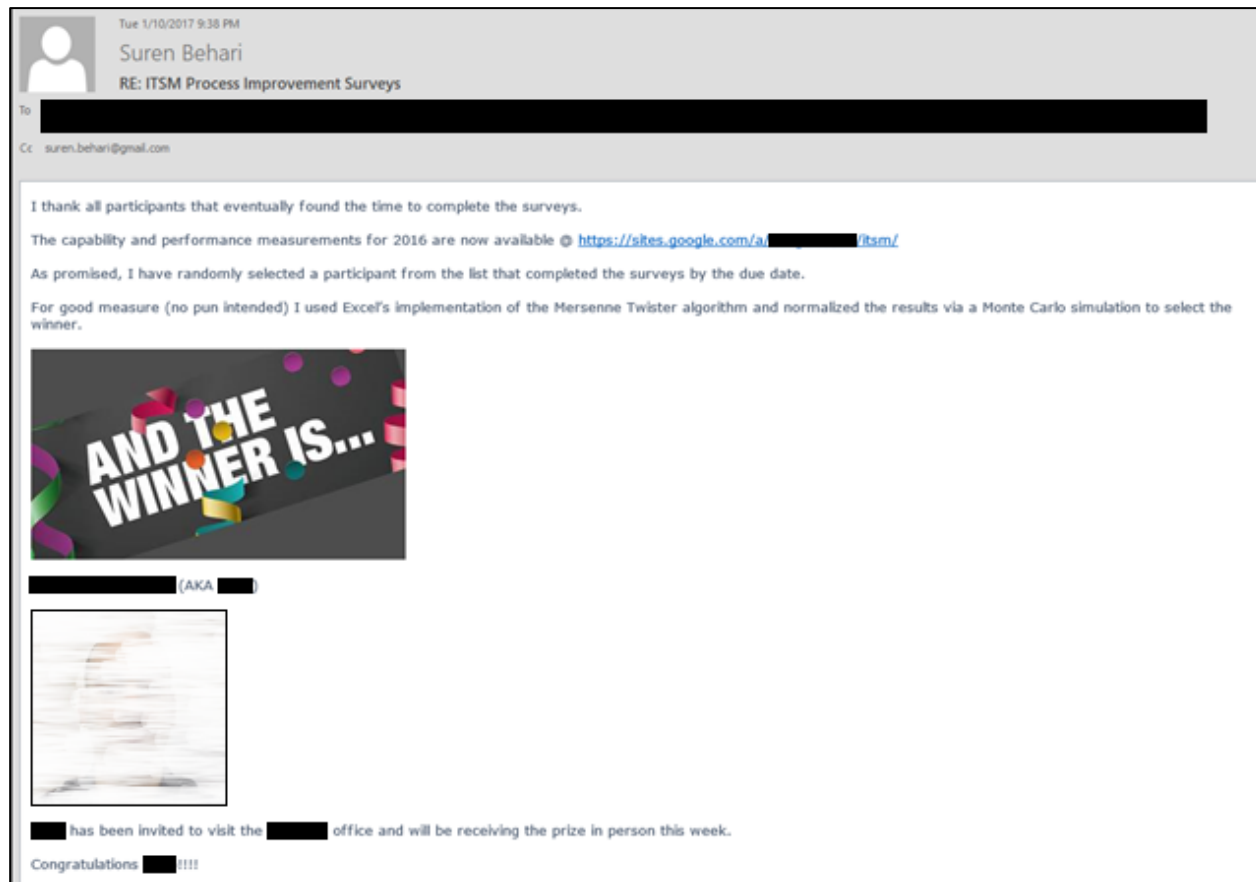 Tue 1/10/2017 9:38 PM
Suren Behari
RE: ITSM Process Improvement Surveys
To
Cc suren.behari@gmail.com
I thank all participants that eventually found the time to complete the surveys.
The capability and performance measurements for 2016 are now available @ https://sites.google.com/a/ /itsm/
As promised, I have randomly selected a participant from the list that completed the surveys by the due date.
For good measure (no pun intended) I used Excel's implementation of the Mersenne Twister algorithm and normalized the results via a Monte Carlo simulation to select the
winner.
AND THE
WINNER IS...
(AKA )
has been invited to visit the office and will be receiving the prize in person this week.
Congratulations !!!!